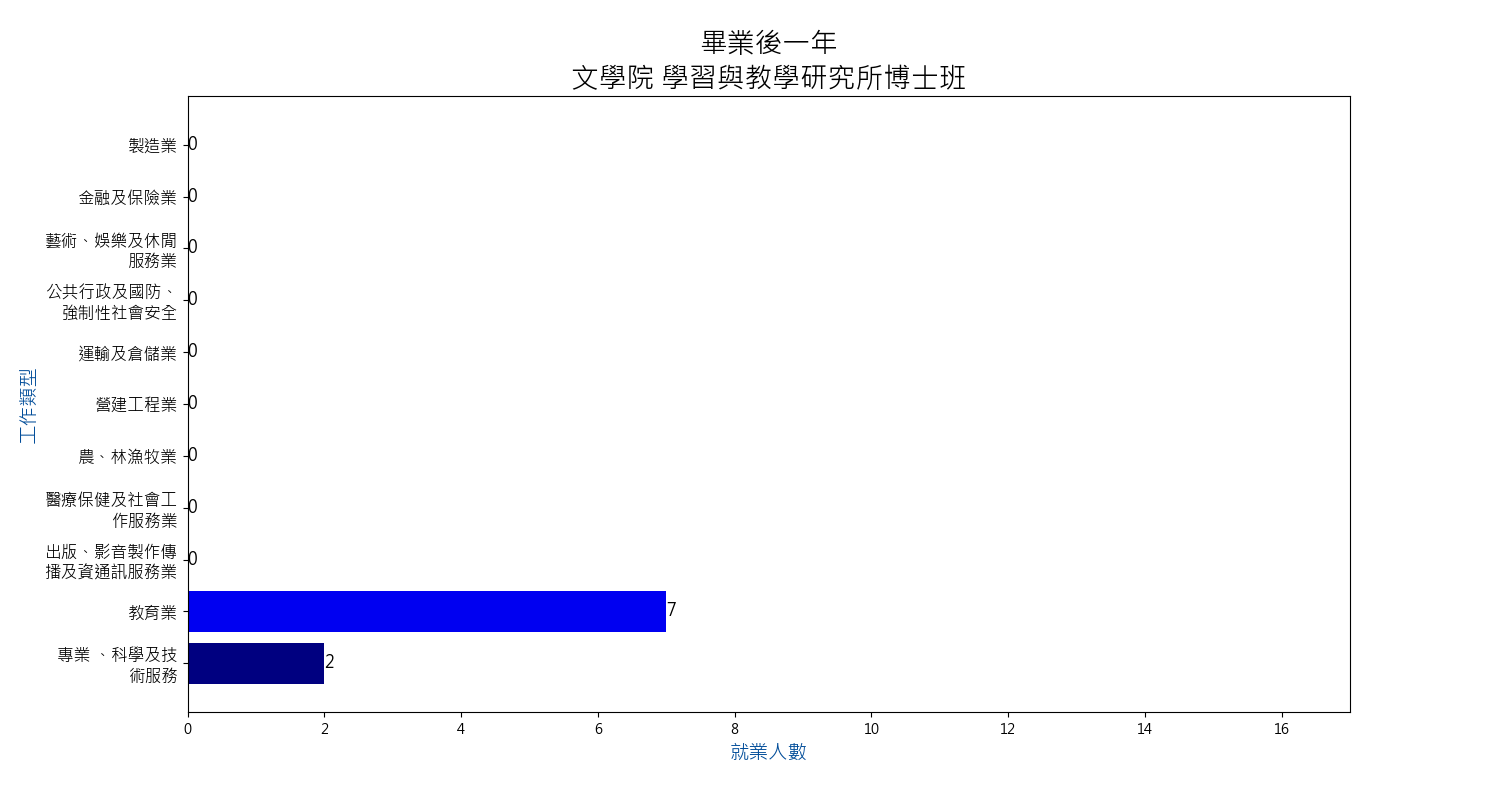 畢業後一年
文學院 學習與教學研究所博士班
製造業
0
金融及保險業
0
藝術、娛樂及休閒
服務業
0
公共行政及國防、
強制性社會安全
0
運輸及倉儲業
0
營建工程業
0
農、林漁牧業
0
醫療保健及社會工
作服務業
0
出版、影音製作傳
播及資通訊服務業
0
教育業
7
專業 、科學及技
術服務
2
工作類型
0 2 4 6 8 10 12 14 16
就業人數